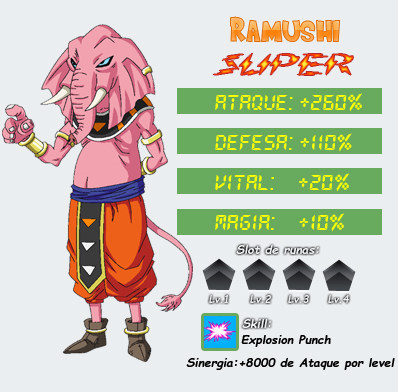 RAMUSHI
SUPER
ATAQUE: +260%
DEFESA: +110%
VITAL: +20%
MAGIA: +10%
Slot de runas:
Lv.1 Lv.2 Lv.3 Lv.4
Skill:
Explosion Punch
Sinergia:+8000 de Ataque por level